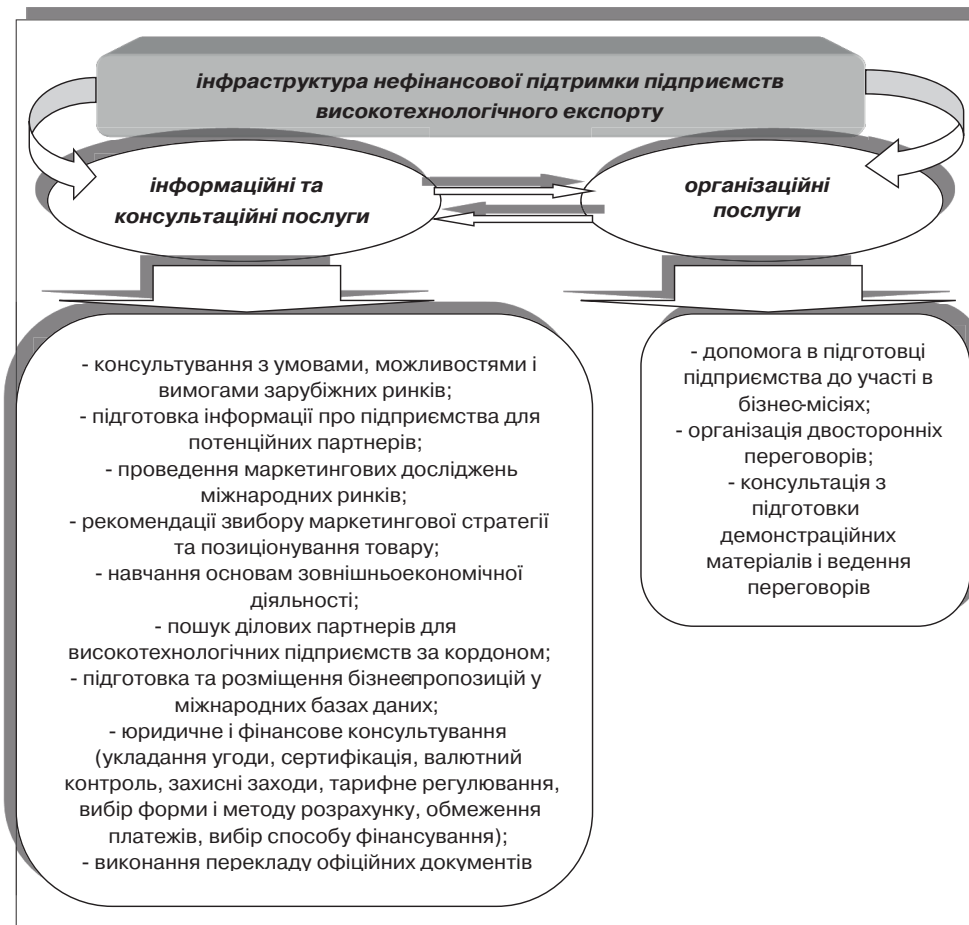 інфраструктура нефінансової підтримки підприємств
високотехнологічного експорту
інформаційні та
консультаційні послуги
організаційні
послуги
- консультування з умовами, можливостями і
вимогами зарубіжних ринків;
- підготовка інформації про підприємства для
потенційних партнерів;
- проведення маркетингових досліджень
міжнародних ринків;
- рекомендації звибору маркетингової стратегії
та позиціонування товару;
- навчання основам зовнішньоекономічної
діяльності;
- пошук ділових партнерів для
високотехнологічних підприємств за кордоном;
- підготовка та розміщення бізнес-пропозицій у
міжнародних базах даних;
- юридичне і фінансове консультування
(укладання угоди, сертифікація, валютний
контроль, захисні заходи, тарифне регулювання,
вибір форми і методу розрахунку, обмеження
платежів, вибір способу фінансування);
- виконання перекладу офіційних документів
- допомога в підготовці
підприємства до участі в
бізнес-місіях;
- організація двосторонніх
переговорів;
- консультація з
підготовки
демонстраційних
матеріалів і ведення
переговорів